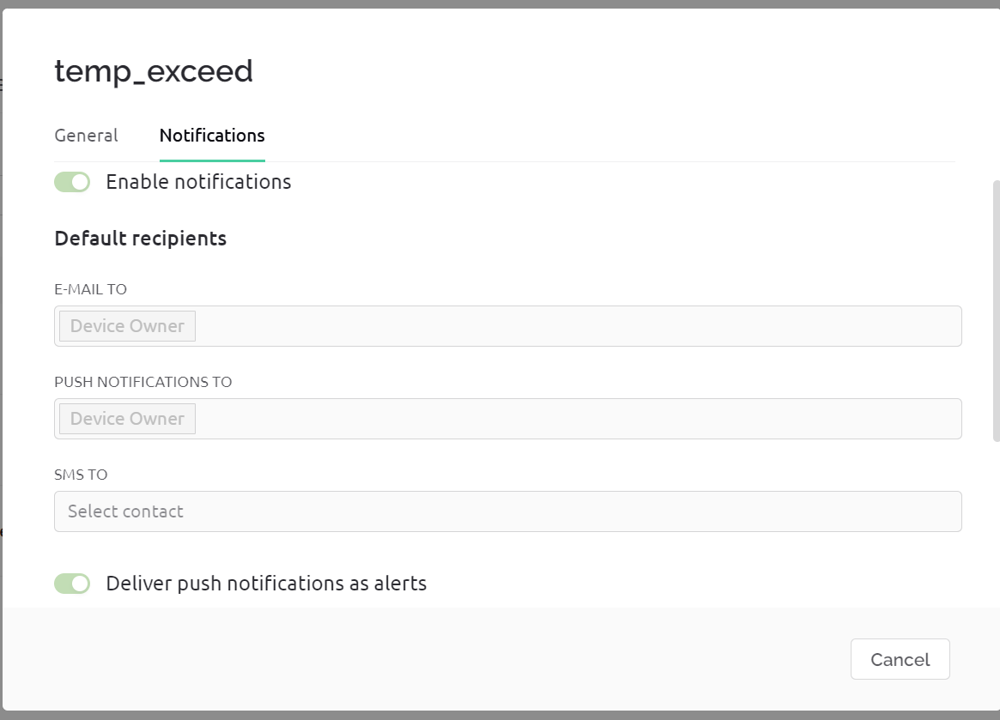 temp_exceed
General Notifications
Enable notifications
Default recipients
E-MAIL TO
Device Owner
PUSH NOTIFICATIONS TO
Device Owner
SMS TO
Select contact
Deliver push notifications as alerts
Cancel